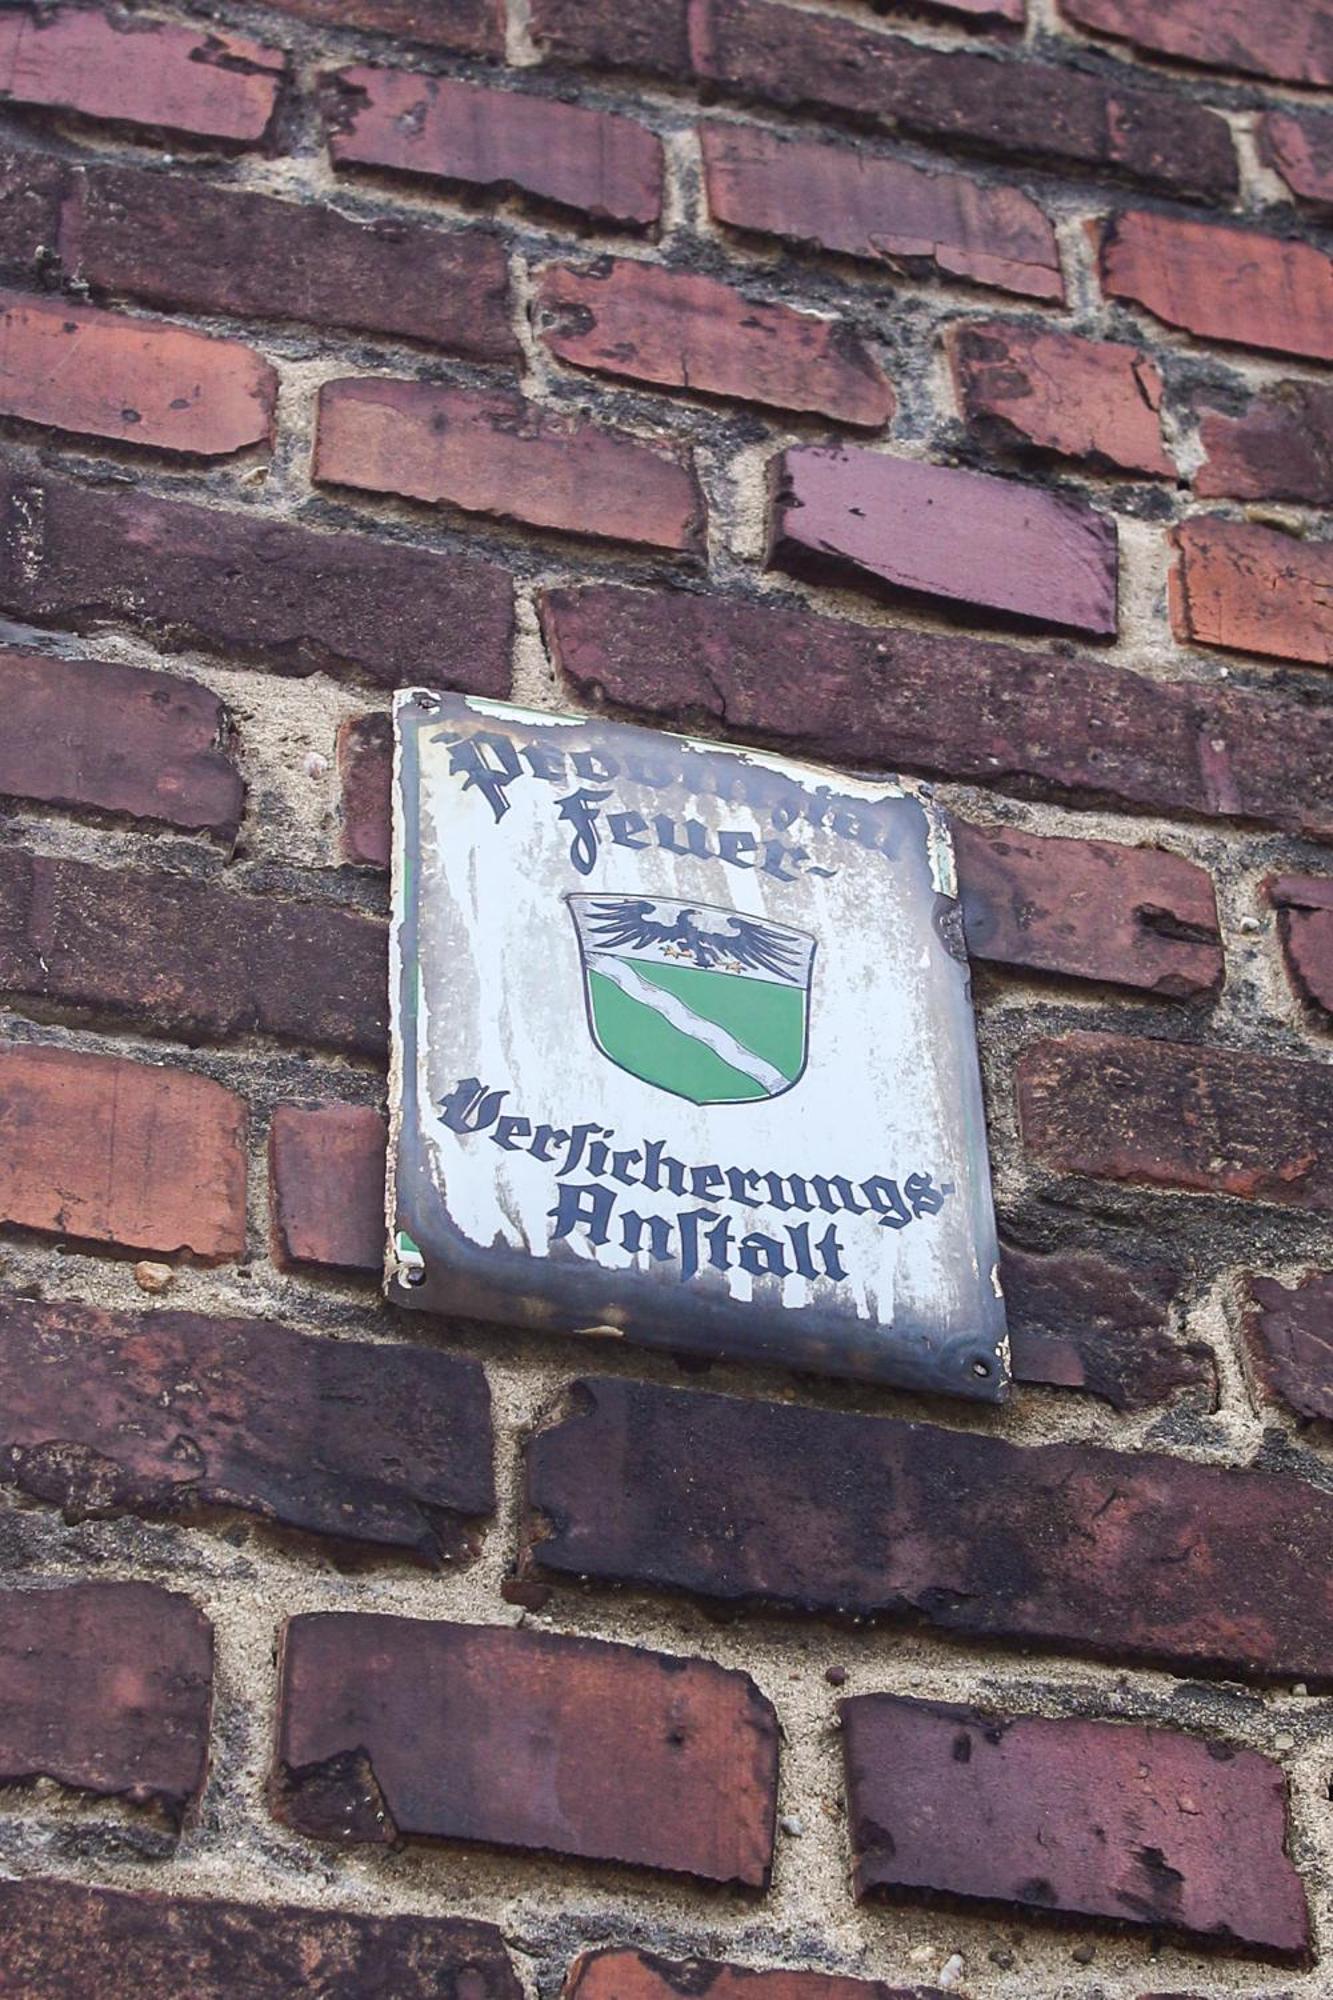 Provinzial
Feuer-
Verſicherungs-
Anſtalt